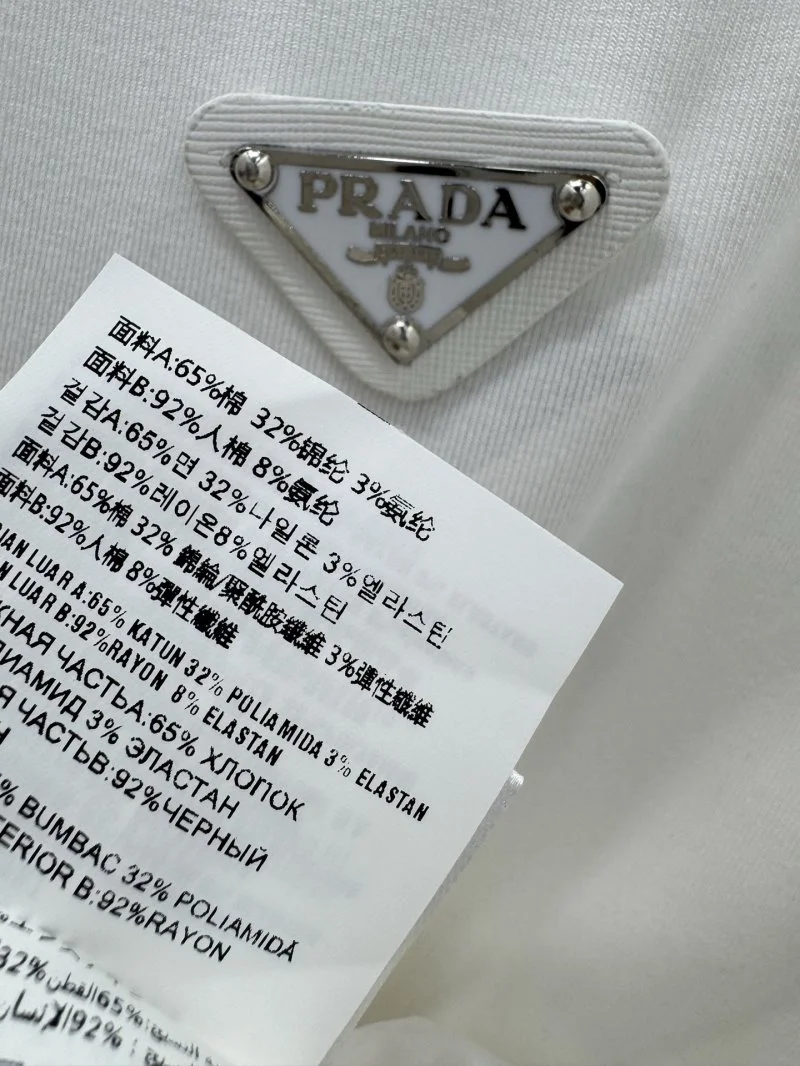 PRADA
MILANO
面料A:65%棉 32%锦纶 3%氨纶
面料B:92%人棉 8%氨纶
겉감A:65%면 32%나일론 3%엘라스틴
겉감B:92%레이온8%엘라스틴
面料A:65%棉 32% 錦綸/聚酰胺纖維 3%彈性纖維
面料B:92%人棉 8%彈性纖維
LUAR A:65% KATUN 32% POLIAMIDA 3% ELASTAN
LUAR B:92%RAYON 8% ELASTAN
ЧАСТЬA:65% ХЛОПОК
3% ЭЛАСТАН
ЧАСТЬB:92%ЧЕРНЫЙ
% BUMBAC 32% POLIAMIDĂ
B:92%RAYON
32% القطن 65%
92%